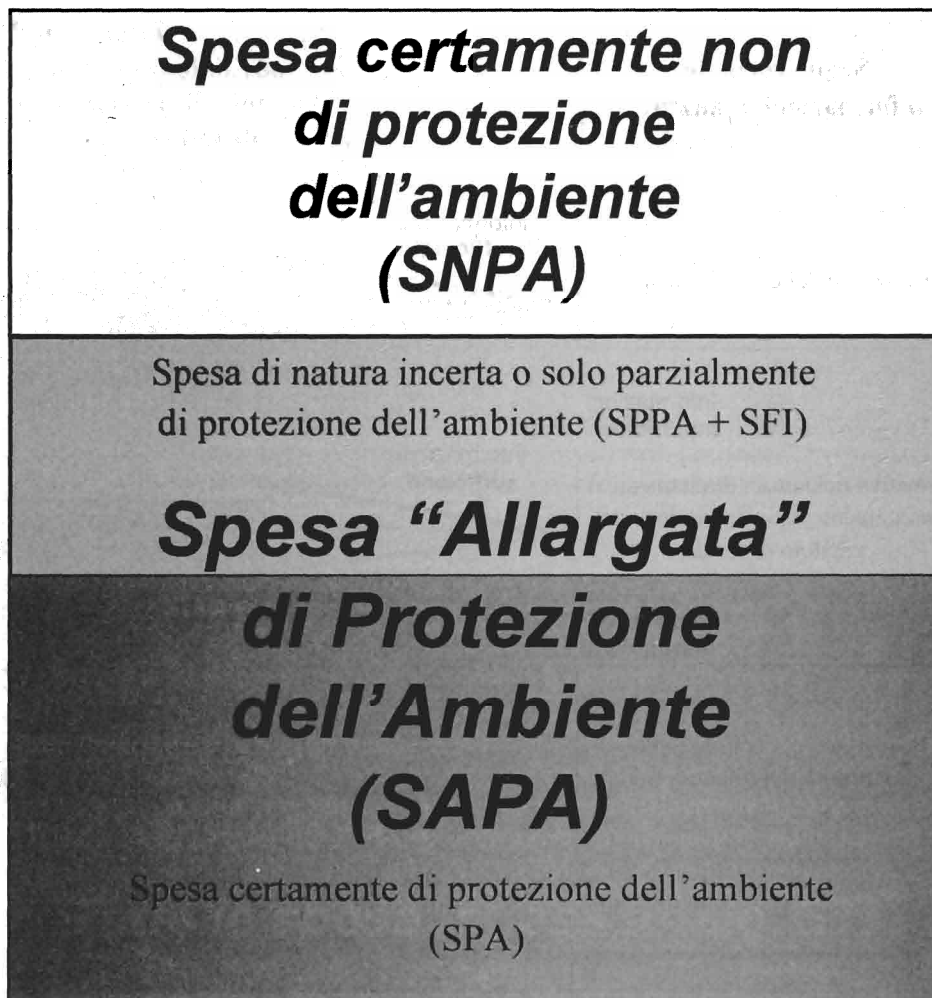 Spesa certamente non
di protezione
dell’ambiente
(SNPA)
Spesa di natura incerta o solo parzialmente
di protezione dell’ambiente (SPPA + SFI)
Spesa “Allargata”
di Protezione
dell’Ambiente
(SAPA)
Spesa certamente di protezione dell’ambiente
(SPA)